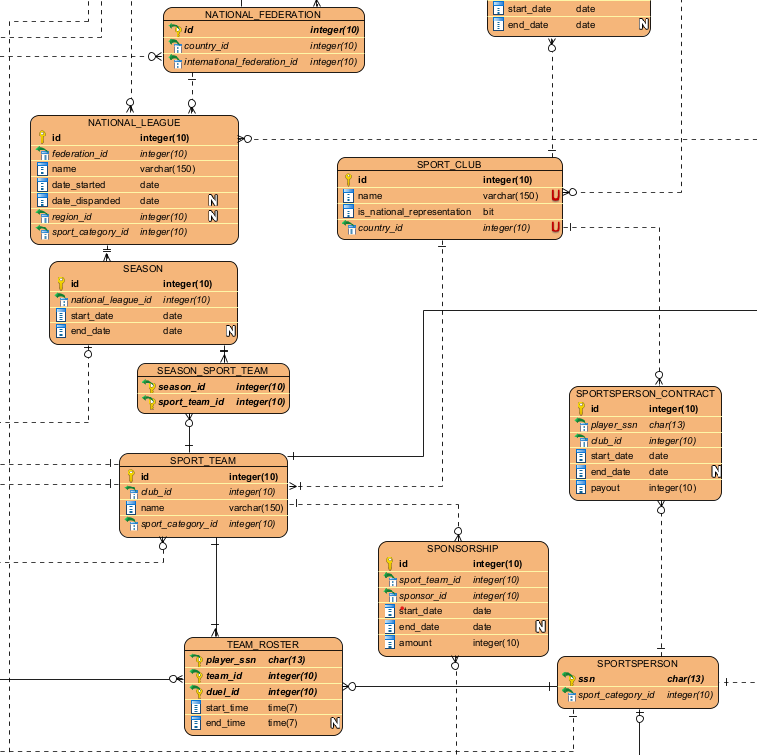 NATIONAL_FEDERATION
id integer(10)
country_id integer(10)
international_federation_id integer(10)
start_date date
end_date date N
NATIONAL_LEAGUE
id integer(10)
federation_id integer(10)
name varchar(150)
date_started date
date_dispanded date N
region_id integer(10) N
sport_category_id integer(10)
SPORT_CLUB
id integer(10)
name varchar(150) U
is_national_representation bit
country_id integer(10) U
SEASON
id integer(10)
national_league_id integer(10)
start_date date
end_date date N
SEASON_SPORT_TEAM
season_id integer(10)
sport_team_id integer(10)
SPORTSPERSON_CONTRACT
id integer(10)
player_ssn char(13)
club_id integer(10)
start_date date
end_date date N
payout integer(10)
SPORT_TEAM
id integer(10)
club_id integer(10)
name varchar(150)
sport_category_id integer(10)
SPONSORSHIP
id integer(10)
sport_team_id integer(10)
sponsor_id integer(10)
start_date date
end_date date N
amount integer(10)
TEAM_ROSTER
player_ssn char(13)
team_id integer(10)
duel_id integer(10)
start_time time(7)
end_time time(7) N
SPORTSPERSON
ssn char(13)
sport_category_id integer(10)